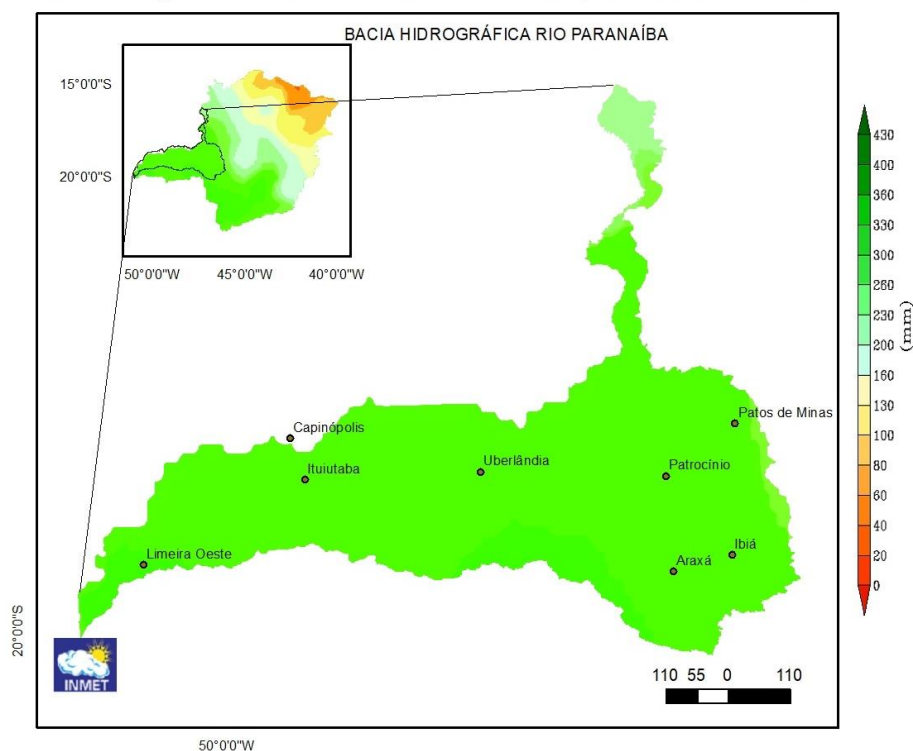 BACIA HIDROGRÁFICA RIO PARANAÍBA
15°0'0"S
20°0'0"S
50°0'0"W 45°0'0"W 40°0'0"W
430
400
360
330
300
260
230
200
160
130
100
80
60
40
20
0
(mm)
Patos de Minas
Capinópolis
Uberlândia
Ituiutaba
Patrocínio
Ibiá
Limeira Oeste
Araxá
20°0'0"S
INMET
110 55 0 110
50°0'0"W